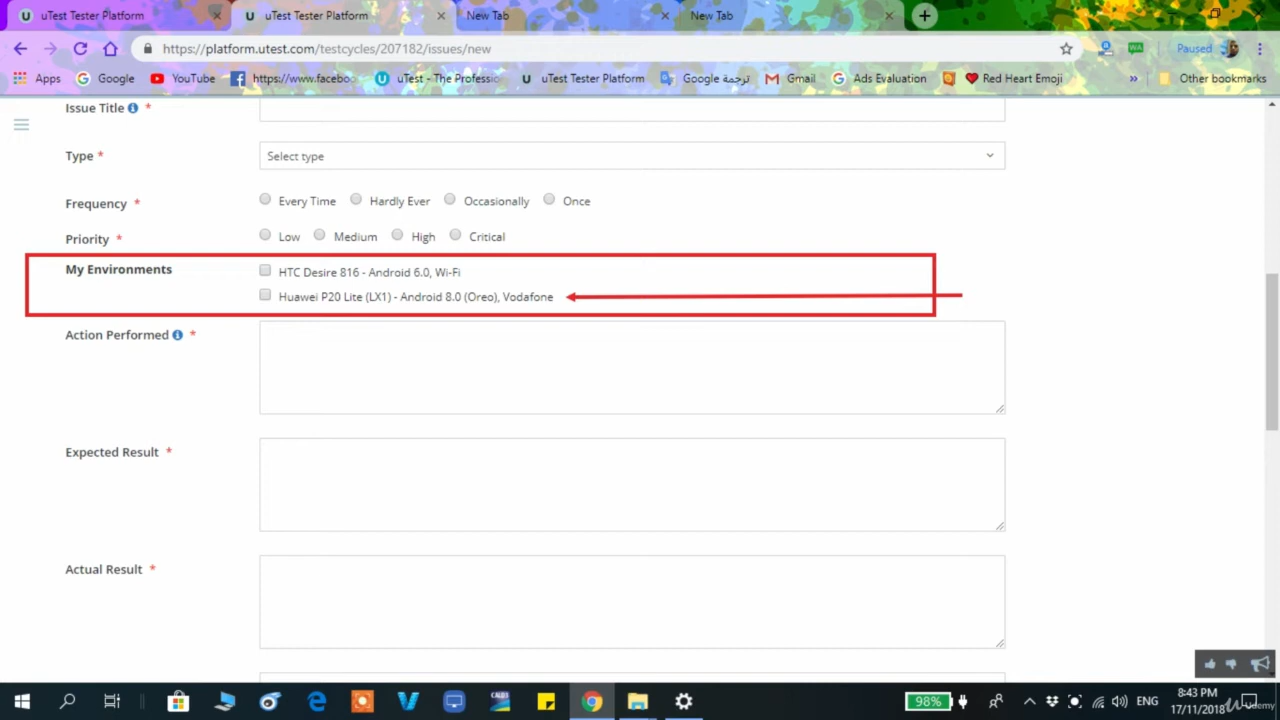 uTest Tester Platform
uTest Tester Platform
New Tab
New Tab
https://platform.utest.com/testcycles/207182/issues/new
Paused
Apps
Google
YouTube
https://www.faceboo
uTest - The Professio
uTest Tester Platform
ترجمة Google
Gmail
Ads Evaluation
Red Heart Emoji
»
Other bookmarks
Issue Title *
Type *
Select type
Frequency *
Every Time
Hardly Ever
Occasionally
Once
Priority *
Low
Medium
High
Critical
My Environments
HTC Desire 816 - Android 6.0, Wi-Fi
Huawei P20 Lite (LX1) - Android 8.0 (Oreo), Vodafone
Action Performed *
Expected Result *
Actual Result *
98%
ENG
8:43 PM
17/11/2018
Udemy